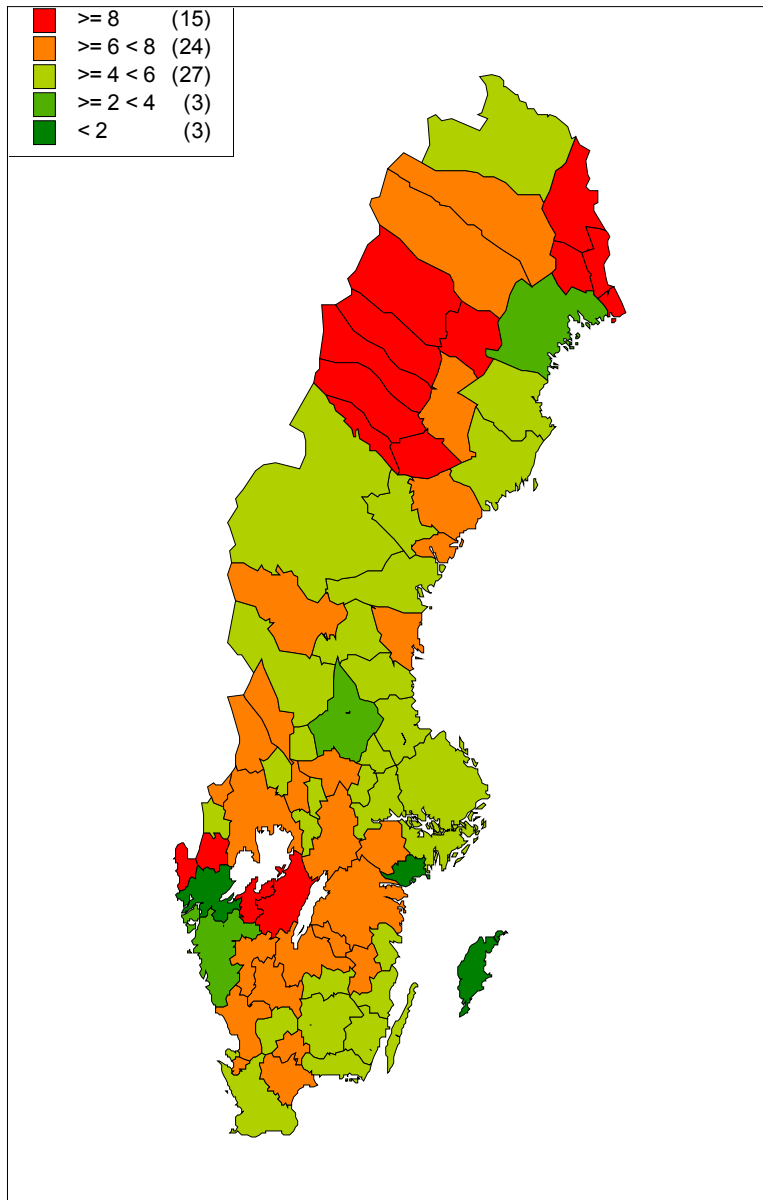 >= 8 (15)
>= 6 < 8 (24)
>= 4 < 6 (27)
>= 2 < 4 (3)
< 2 (3)